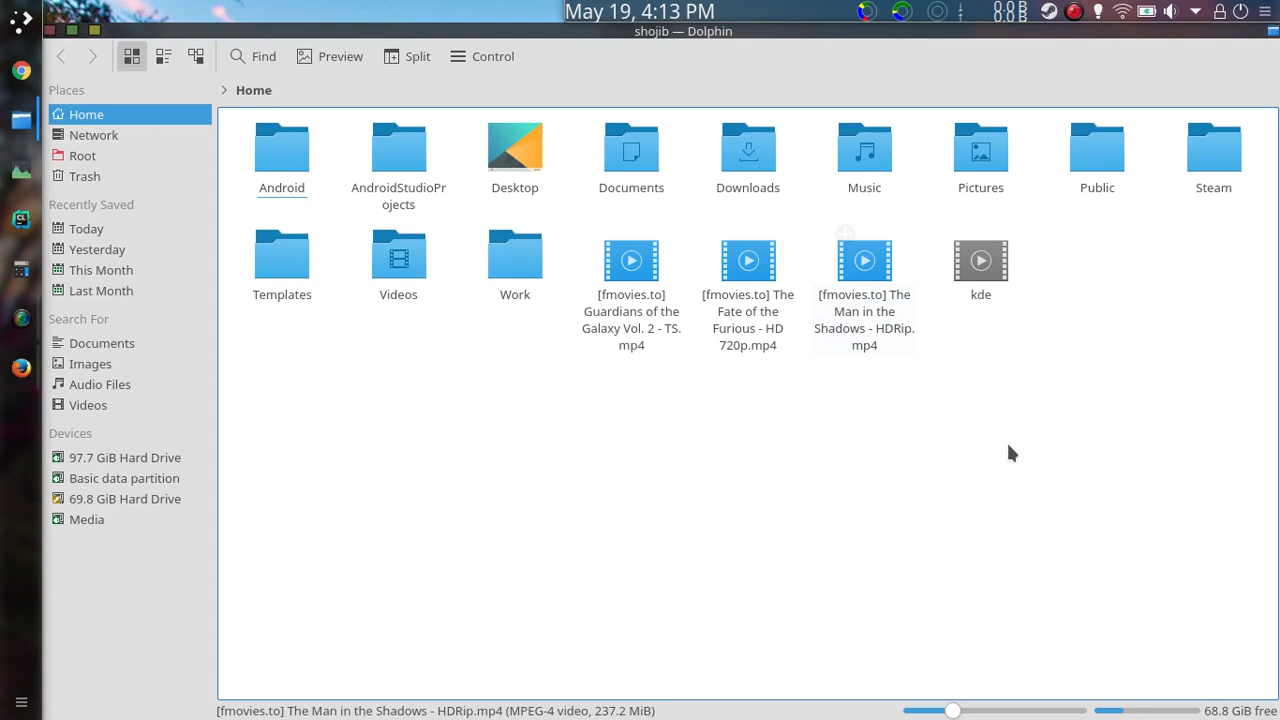 May 19, 4:13 PM
0.0 B
0.0 B
shojib — Dolphin
Find
Preview
Split
Control
Places
Home
Home
Network
Root
Trash
Recently Saved
Today
Yesterday
This Month
Last Month
Search For
Documents
Images
Audio Files
Videos
Devices
97.7 GiB Hard Drive
Basic data partition
69.8 GiB Hard Drive
Media
Android
AndroidStudioPr
ojects
Desktop
Documents
Downloads
Music
Pictures
Public
Steam
Templates
Videos
Work
[fmovies.to]
Guardians of the
Galaxy Vol. 2 - TS.
mp4
[fmovies.to] The
Fate of the
Furious - HD
720p.mp4
[fmovies.to] The
Man in the
Shadows - HDRip.
mp4
kde
[fmovies.to] The Man in the Shadows - HDRip.mp4 (MPEG-4 video, 237.2 MiB)
68.8 GiB free